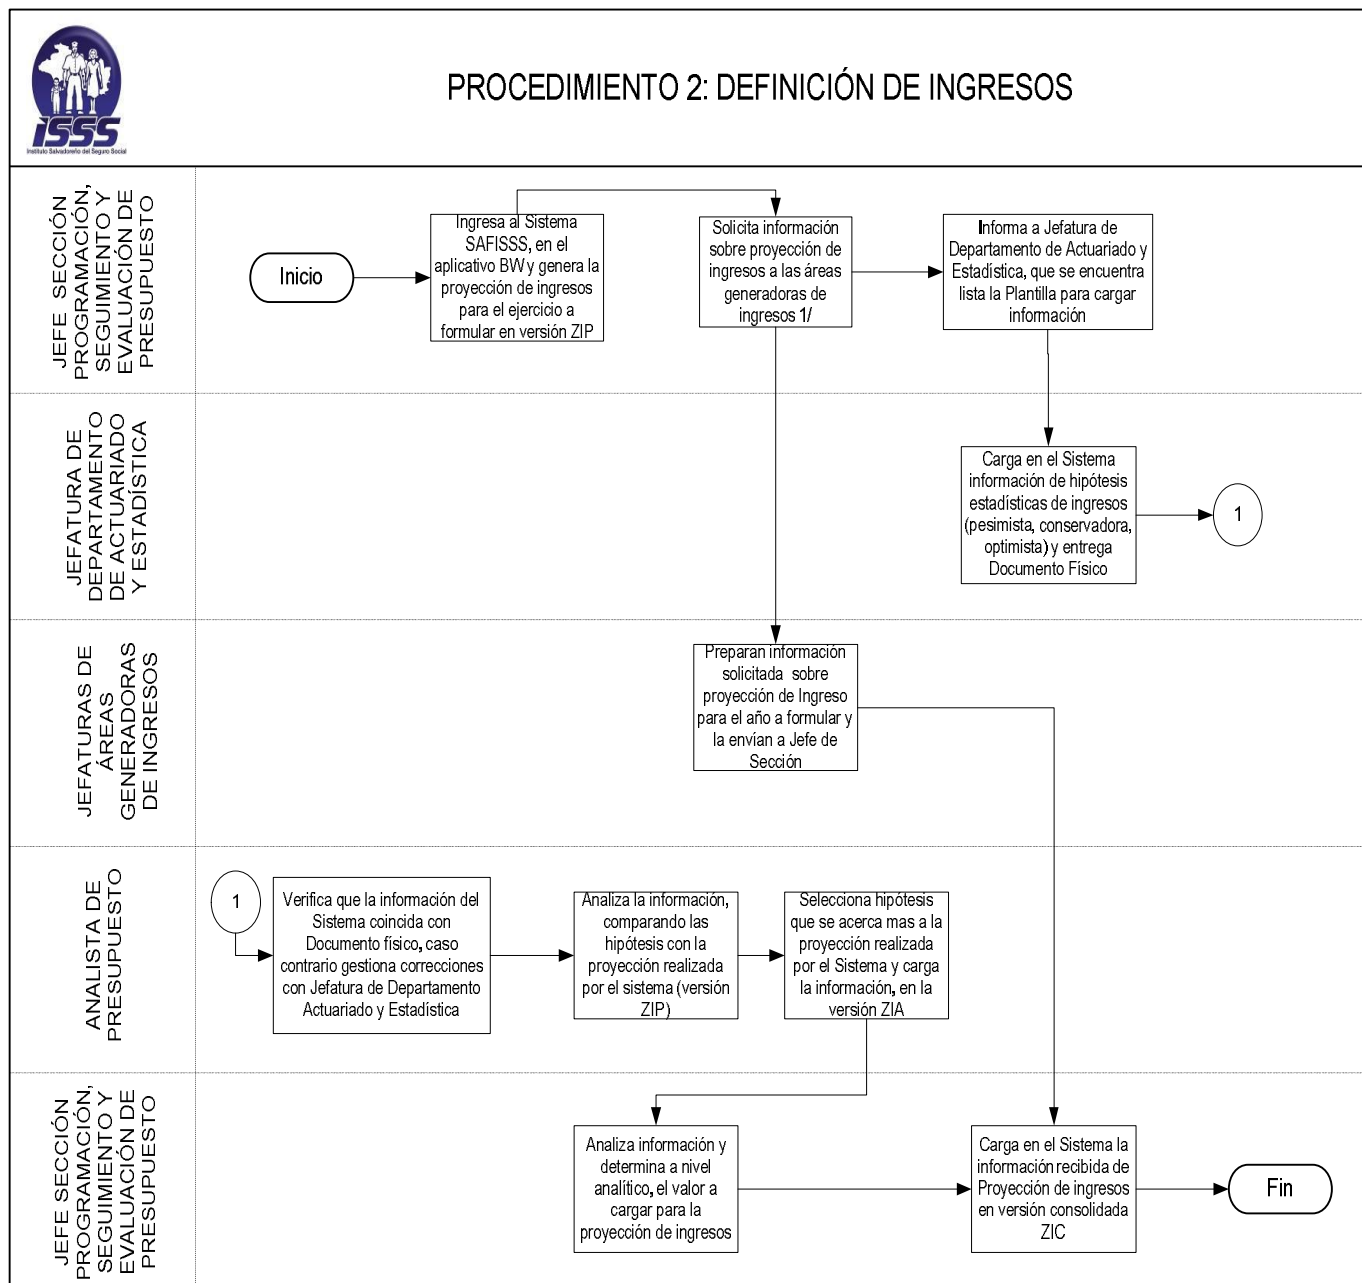 ISSS
Instituto Salvadoreño del Seguro Social
PROCEDIMIENTO 2: DEFINICIÓN DE INGRESOS
JEFE SECCIÓN
PROGRAMACIÓN,
SEGUIMIENTO Y
EVALUACIÓN DE
PRESUPUESTO
Inicio
Ingresa al Sistema
SAFISSS, en el
aplicativo BW y genera la
proyección de ingresos
para el ejercicio a
formular en versión ZIP
Solicita información
sobre proyección de
ingresos a las áreas
generadoras de
ingresos 1/
Informa a Jefatura de
Departamento de Actuariado y
Estadística, que se encuentra
lista la Plantilla para cargar
información
JEFATURA DE
DEPARTAMENTO
DE ACTUARIADO
Y ESTADÍSTICA
Carga en el Sistema
información de hipótesis
estadísticas de ingresos
(pesimista, conservadora,
optimista) y entrega
Documento Físico
1
JEFATURAS DE
ÁREAS
GENERADORAS
DE INGRESOS
Preparan información
solicitada sobre
proyección de Ingreso
para el año a formular y
la envían a Jefe de
Sección
ANALISTA DE
PRESUPUESTO
1
Verifica que la información del
Sistema coincida con
Documento físico, caso
contrario gestiona correcciones
con Jefatura de Departamento
Actuariado y Estadística
Analiza la información,
comparando las
hipótesis con la
proyección realizada
por el sistema (versión
ZIP)
Selecciona hipótesis
que se acerca mas a la
proyección realizada
por el Sistema y carga
la información, en la
versión ZIA
JEFE SECCIÓN
PROGRAMACIÓN,
SEGUIMIENTO Y
EVALUACIÓN DE
PRESUPUESTO
Analiza información y
determina a nivel
analítico, el valor a
cargar para la
proyección de ingresos
Carga en el Sistema la
información recibida de
Proyección de ingresos
en versión consolidada
ZIC
Fin